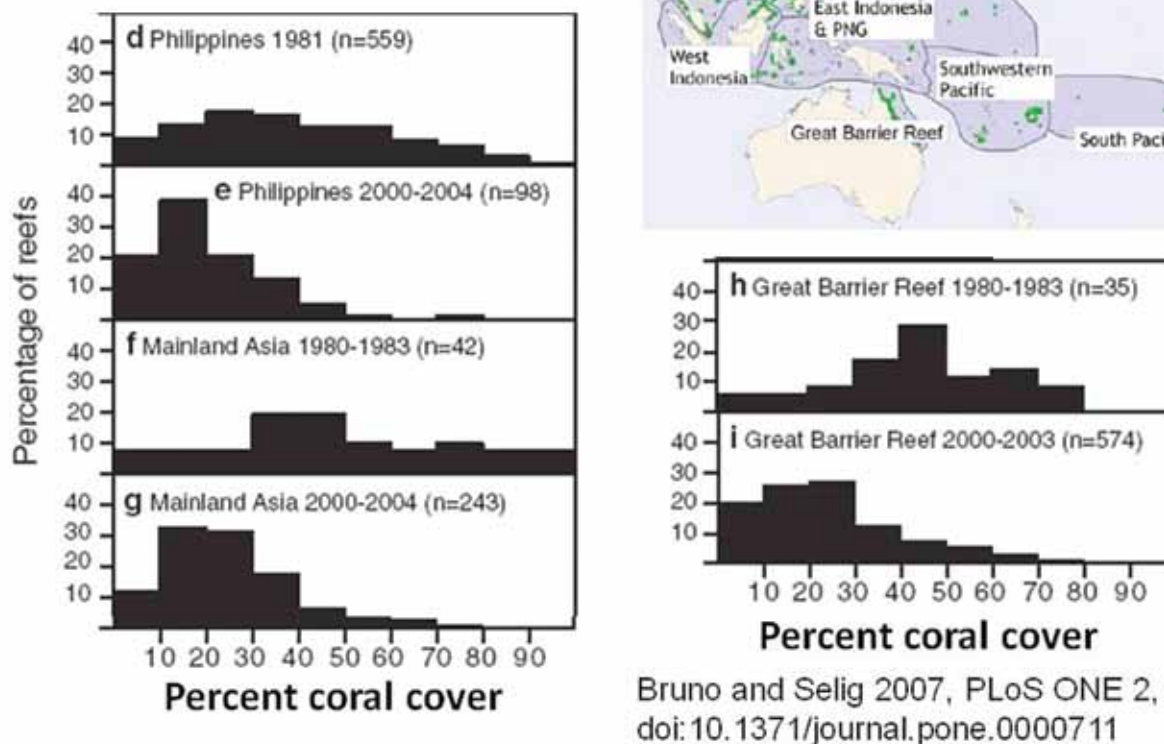 Percentage of reefs
d Philippines 1981 (n=559)
40
30
20
10
e Philippines 2000-2004 (n=98)
40
30
20
10
f Mainland Asia 1980-1983 (n=42)
40
30
20
10
g Mainland Asia 2000-2004 (n=243)
40
30
20
10
10 20 30 40 50 60 70 80 90
Percent coral cover
East Indonesia
& PNG
West
Indonesia
Southwestern
Pacific
Great Barrier Reef
South Paci
h Great Barrier Reef 1980-1983 (n=35)
40
30
20
10
i Great Barrier Reef 2000-2003 (n=574)
40
30
20
10
10 20 30 40 50 60 70 80 90
Percent coral cover
Bruno and Selig 2007, PLoS ONE 2,
doi:10.1371/journal.pone.0000711